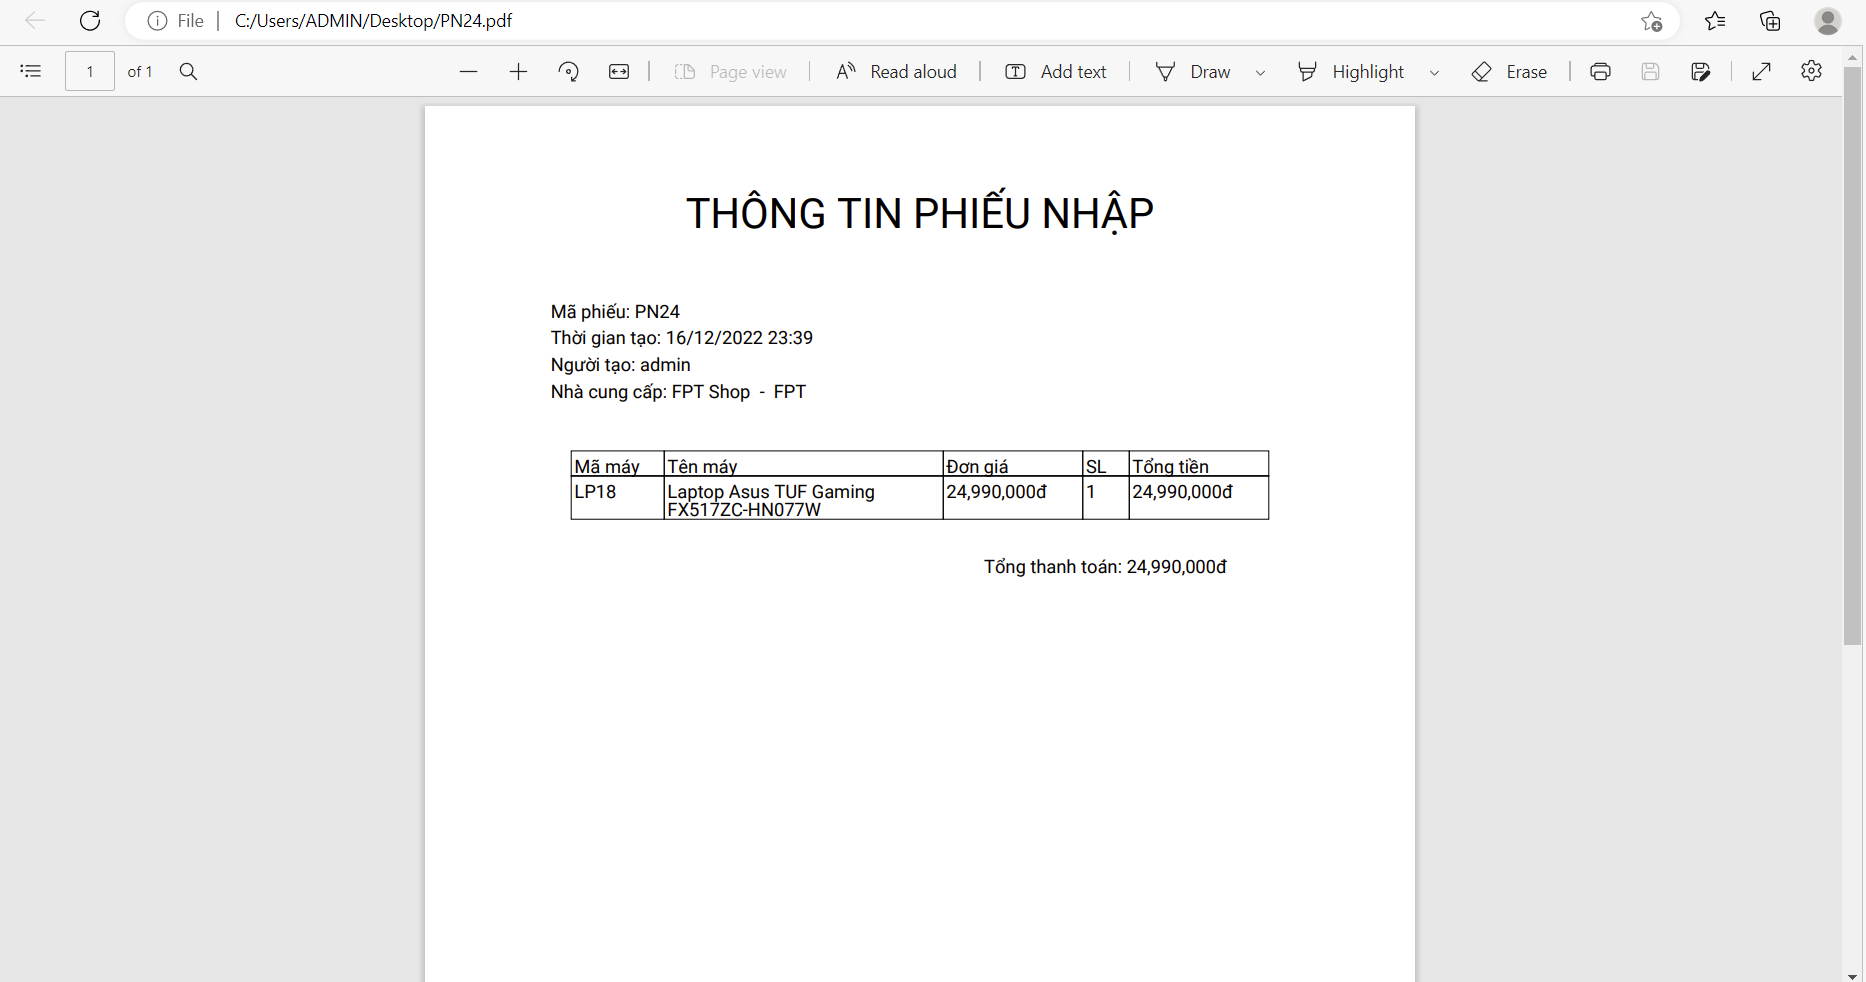 File C:/Users/ADMIN/Desktop/PN24.pdf
1 of 1 Page view Read aloud Add text Draw Highlight Erase
THÔNG TIN PHIẾU NHẬP
Mã phiếu: PN24
Thời gian tạo: 16/12/2022 23:39
Người tạo: admin
Nhà cung cấp: FPT Shop - FPT
Mã máy Tên máy Đơn giá SL Tổng tiền
LP18 Laptop Asus TUF Gaming 24,990,000đ 1 24,990,000đ
FX517ZC-HN077W
Tổng thanh toán: 24,990,000đ